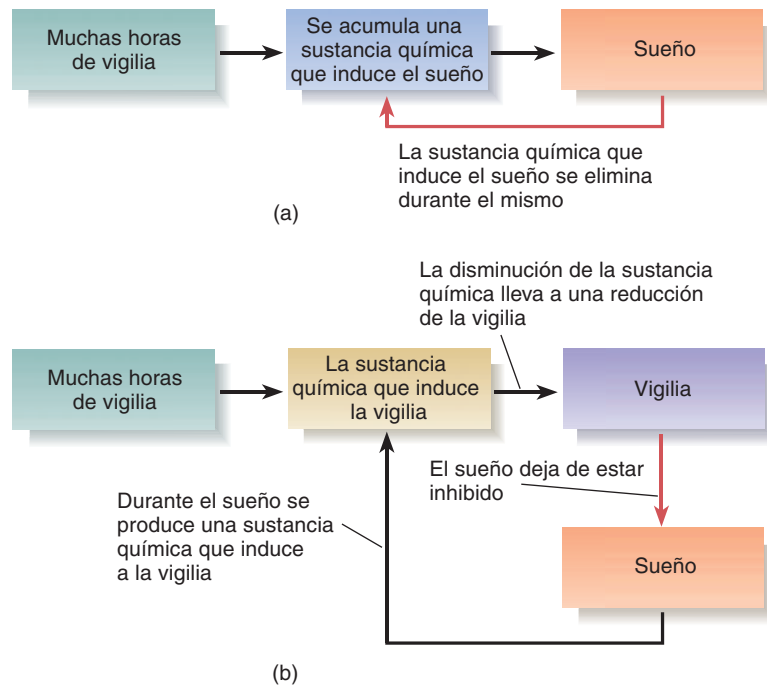 Muchas horas
de vigilia
Se acumula una
sustancia química
que induce el sueño
Sueño
La sustancia química que
induce el sueño se elimina
durante el mismo
(a)
La disminución de la sustancia
química lleva a una reducción
de la vigilia
Muchas horas
de vigilia
La sustancia
química que induce
la vigilia
Vigilia
El sueño deja de estar
inhibido
Durante el sueño se
produce una sustancia
química que induce
a la vigilia
Sueño
(b)